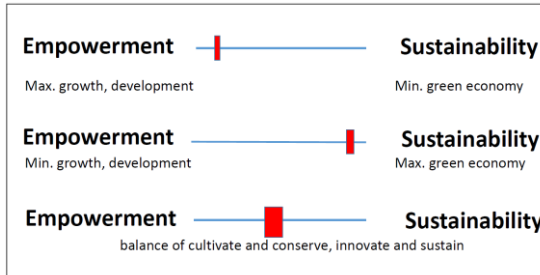 Empowerment Sustainability
Max. growth, development Min. green economy
Empowerment Sustainability
Min. growth, development Max. green economy
Empowerment Sustainability
balance of cultivate and conserve, innovate and sustain